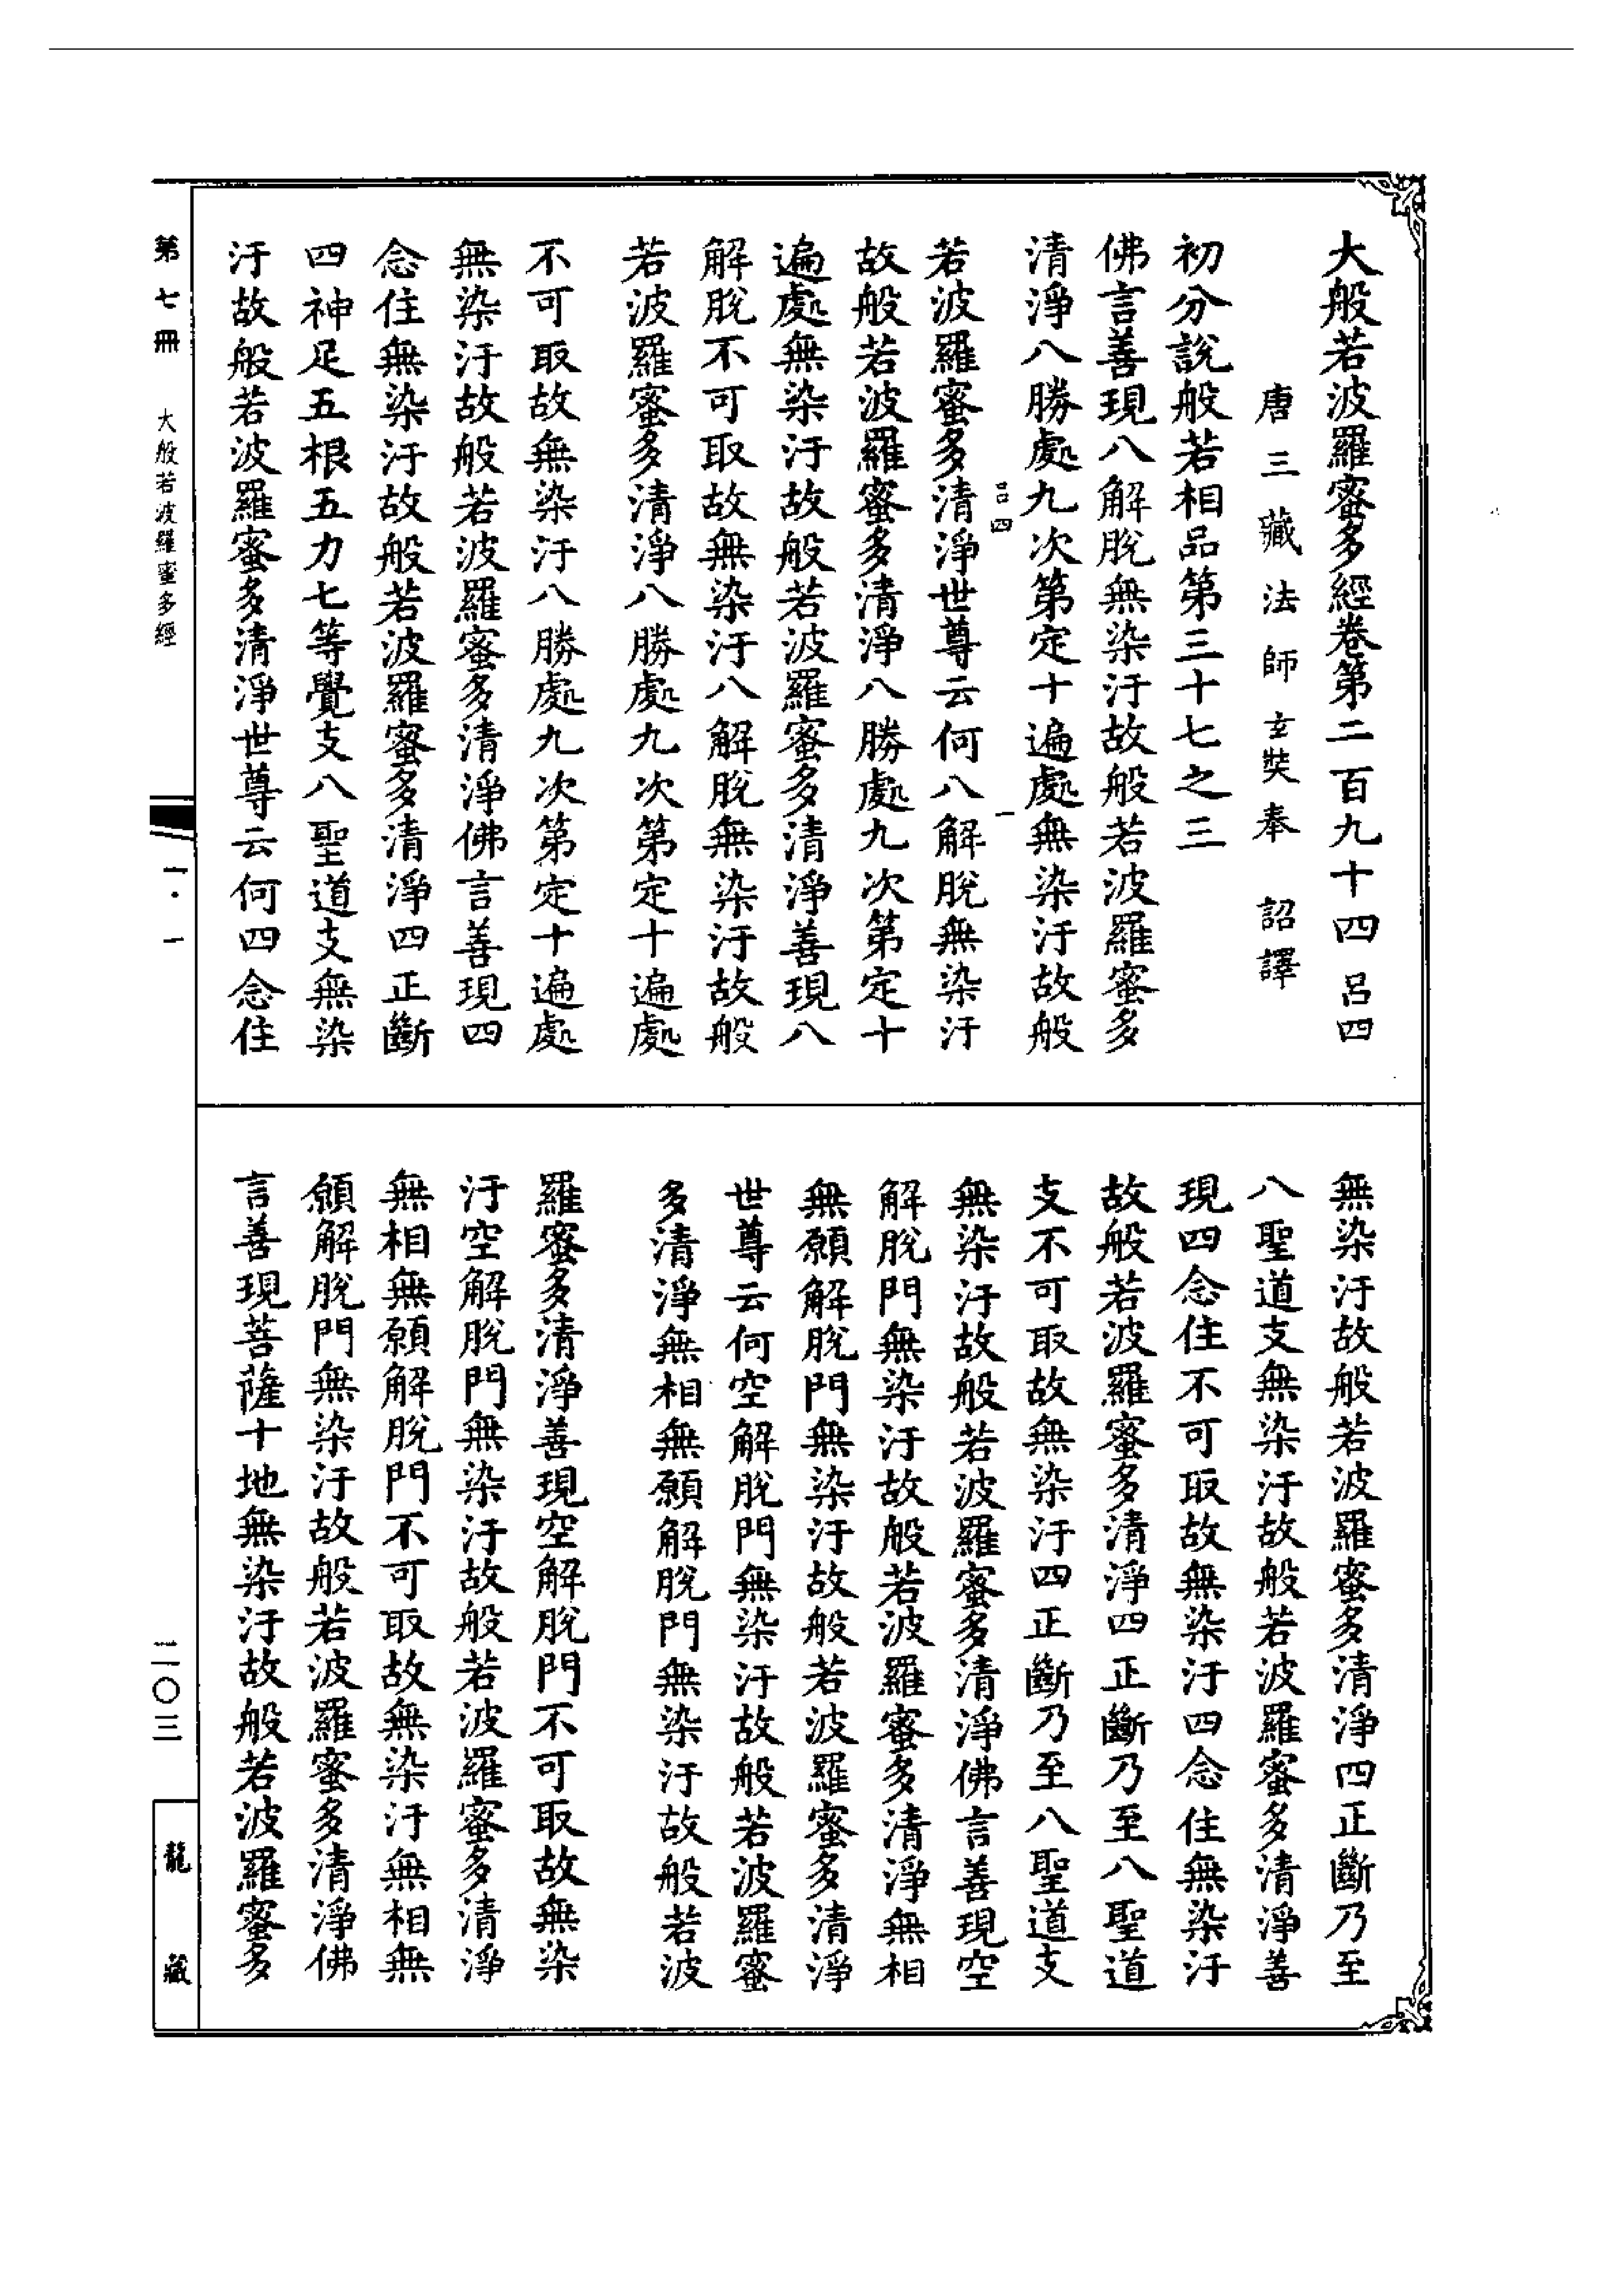 大般若波羅蜜多經卷第二百九十四 呂四
唐三藏法師玄奘奉 詔譯
初分說般若相品第三十七之三
佛言善現八解脫無染汙故般若波羅蜜多
清淨八勝處九次第定十遍處無染汙故般
呂四 一
若波羅蜜多清淨世尊云何八解脫無染汙
故般若波羅蜜多清淨八勝處九次第定十
遍處無染汙故般若波羅蜜多清淨善現八
解脫不可取故無染汙八解脫無染汙故般
若波羅蜜多清淨八勝處九次第定十遍處
不可取故無染汙八勝處九次第定十遍處
無染汙故般若波羅蜜多清淨佛言善現四
念住無染汙故般若波羅蜜多清淨四正斷
四神足五根五力七等覺支八聖道支無染
汙故般若波羅蜜多清淨世尊云何四念住
無染汙故般若波羅蜜多清淨四正斷乃至
八聖道支無染汙故般若波羅蜜多清淨善
現四念住不可取故無染汙四念住無染汙
故般若波羅蜜多清淨四正斷乃至八聖道
支不可取故無染汙四正斷乃至八聖道支
無染汙故般若波羅蜜多清淨佛言善現空
解脫門無染汙故般若波羅蜜多清淨無相
無願解脫門無染汙故般若波羅蜜多清淨
世尊云何空解脫門無染汙故般若波羅蜜
多清淨無相無願解脫門無染汙故般若波
羅蜜多清淨善現空解脫門不可取故無染
汙空解脫門無染汙故般若波羅蜜多清淨
無相無願解脫門不可取故無染汙無相無
願解脫門無染汙故般若波羅蜜多清淨佛
言善現菩薩十地無染汙故般若波羅蜜多
第七冊 大般若波羅蜜多經
一·一
二〇三
龍藏